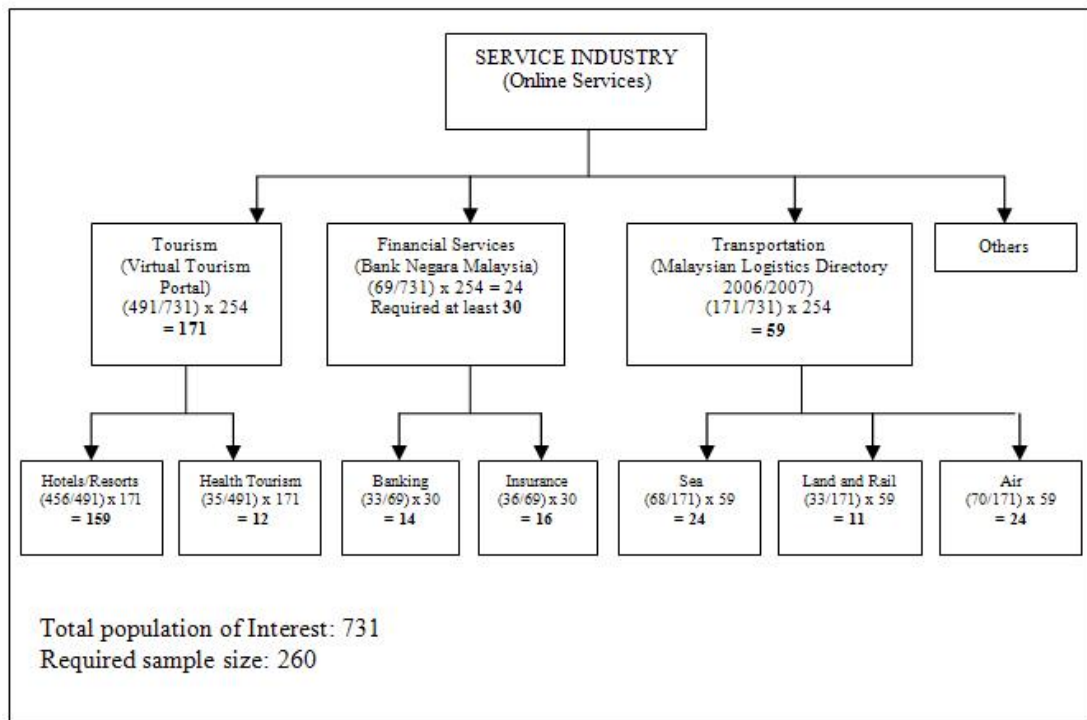 SERVICE INDUSTRY
(Online Services)
Tourism
(Virtual Tourism
Portal)
(491/731) x 254
= 171
Financial Services
(Bank Negara Malaysia)
(69/731) x 254 = 24
Required at least 30
Transportation
(Malaysian Logistics Directory
2006/2007)
(171/731) x 254
= 59
Others
Hotels/Resorts
(456/491) x 171
= 159
Health Tourism
(35/491) x 171
= 12
Banking
(33/69) x 30
= 14
Insurance
(36/69) x 30
= 16
Sea
(68/171) x 59
= 24
Land and Rail
(33/171) x 59
= 11
Air
(70/171) x 59
= 24
Total population of Interest: 731
Required sample size: 260